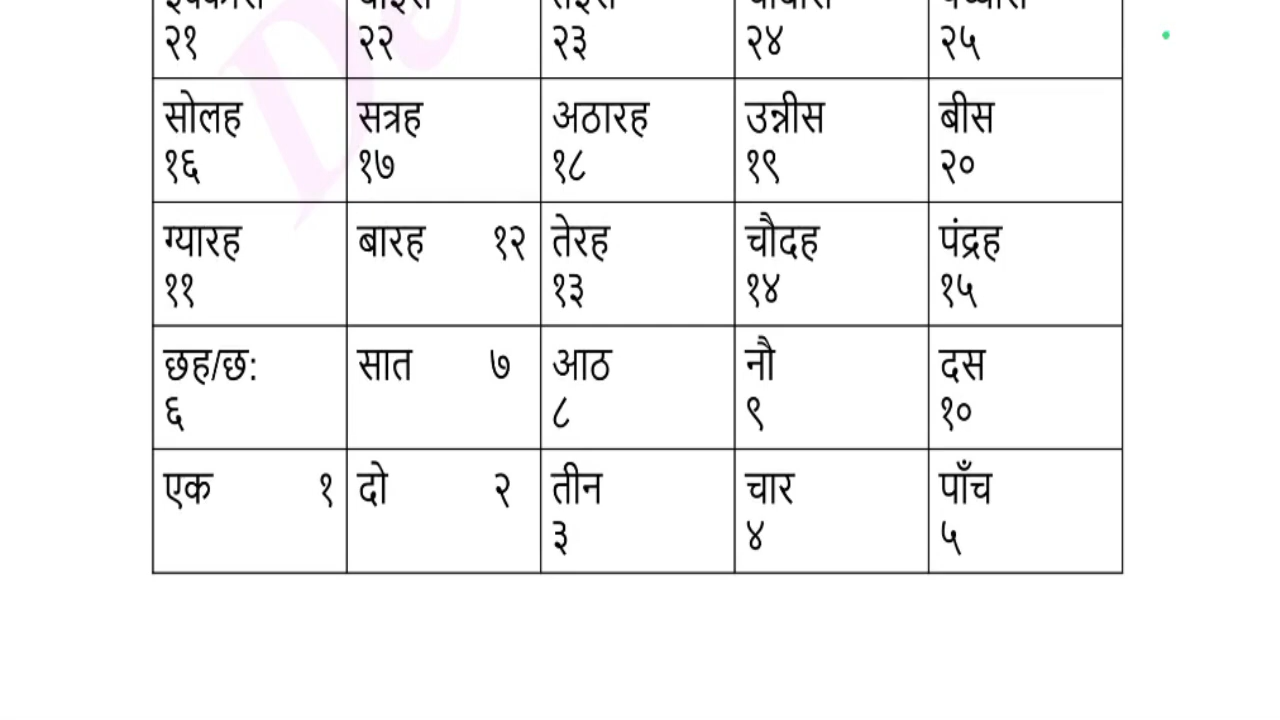 २१ २२ २३ २४ २५
सोलह सत्रह अठारह उन्नीस बीस
१६ १७ १८ १९ २०
ग्यारह बारह १२ तेरह चौदह पंद्रह
११ १३ १४ १५
छह/छ: सात ७ आठ नौ दस
६ ८ ९ १०
एक १ दो २ तीन चार पाँच
३ ४ ५